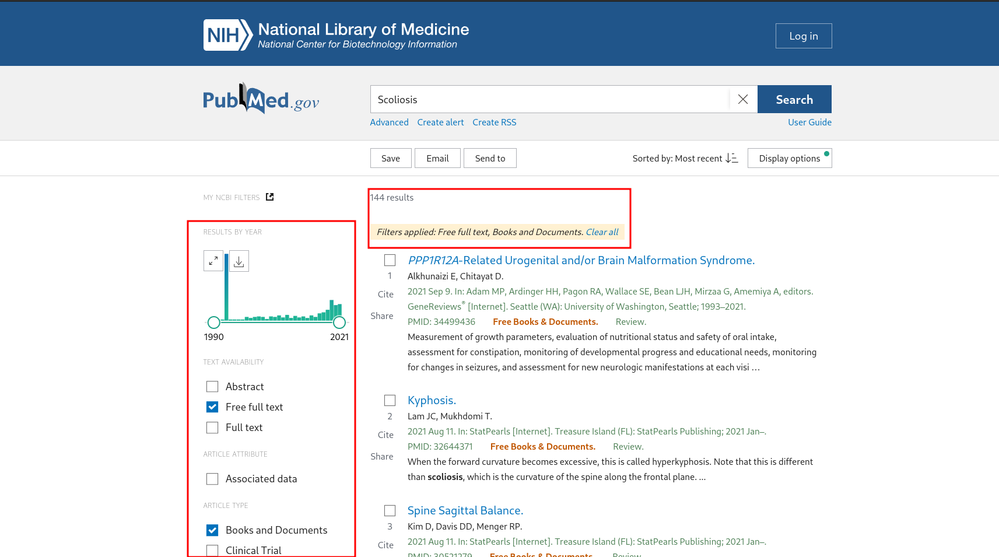 NIH
National Library of Medicine
National Center for Biotechnology Information
Log in
PubMed.gov
Scoliosis
Search
Advanced Create alert Create RSS
User Guide
Save
Email
Send to
Sorted by: Most recent
Display options
MY NCBI FILTERS
RESULTS BY YEAR
1990
2021
TEXT AVAILABILITY
Abstract
Free full text
Full text
ARTICLE ATTRIBUTE
Associated data
ARTICLE TYPE
Books and Documents
Clinical Trial
144 results
Filters applied: Free full text, Books and Documents. Clear all
PPP1R12A-Related Urogenital and/or Brain Malformation Syndrome.
1
Alkhunaizi E, Chitayat D.
Cite
2021 Sep 9. In: Adam MP, Ardinger HH, Pagon RA, Wallace SE, Bean LJH, Mirzaa G, Amemiya A, editors.
GeneReviews® [Internet]. Seattle (WA): University of Washington, Seattle; 1993–2021.
Share
PMID: 34499436 Free Books & Documents. Review.
Measurement of growth parameters, evaluation of nutritional status and safety of oral intake,
assessment for constipation, monitoring of developmental progress and educational needs, monitoring
for changes in seizures, and assessment for new neurologic manifestations at each visi …
Kyphosis.
2
Lam JC, Mukhdomi T.
Cite
2021 Aug 11. In: StatPearls [Internet]. Treasure Island (FL): StatPearls Publishing; 2021 Jan–.
PMID: 32644371 Free Books & Documents. Review.
Share
When the forward curvature becomes excessive, this is called hyperkyphosis. Note that this is different
than scoliosis, which is the curvature of the spine along the frontal plane. ...
Spine Sagittal Balance.
3
Kim D, Davis DD, Menger RP.
Cite
2021 Aug 11. In: StatPearls [Internet]. Treasure Island (FL): StatPearls Publishing; 2021 Jan–.
PMID: 30521279 Free Books & Documents. Review.